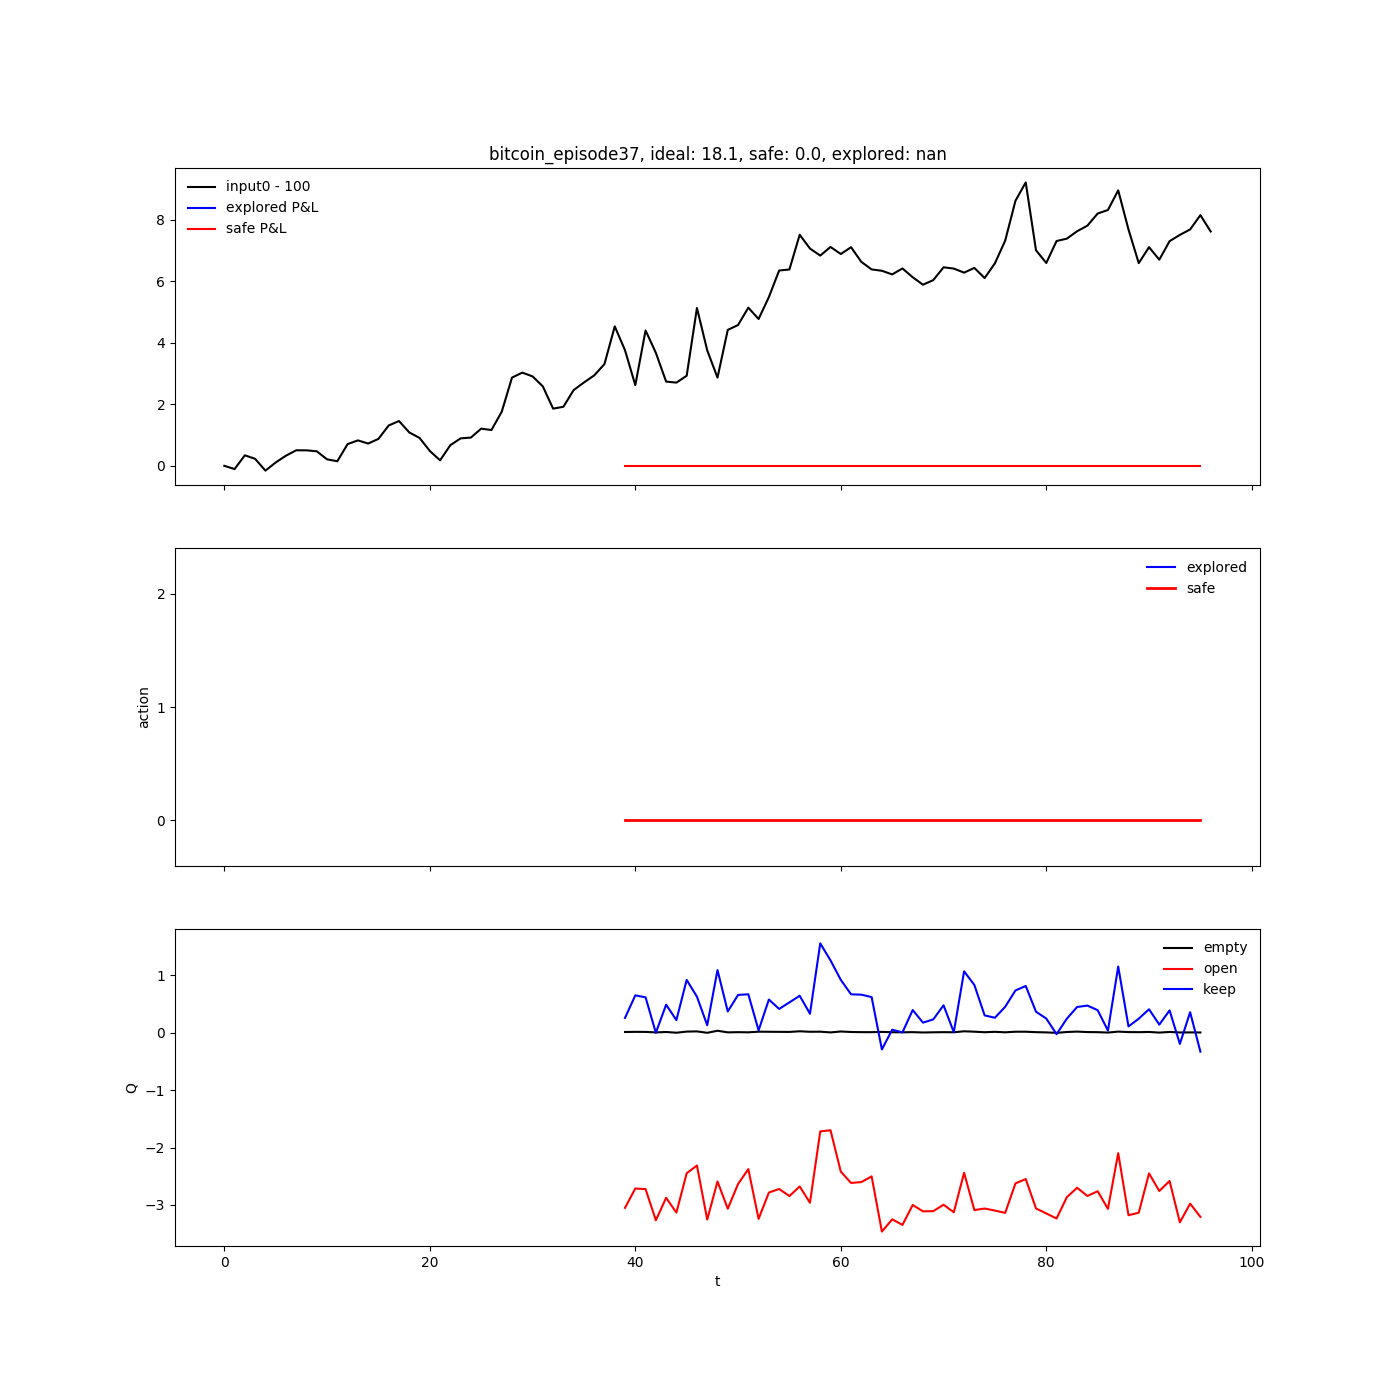 bitcoin_episode37, ideal: 18.1, safe: 0.0, explored: nan
input0 - 100
explored P&L
safe P&L
8
6
4
2
0
explored
safe
2
1
0
action
empty
open
keep
1
0
−1
−2
−3
Q
0 20 40 60 80 100
t